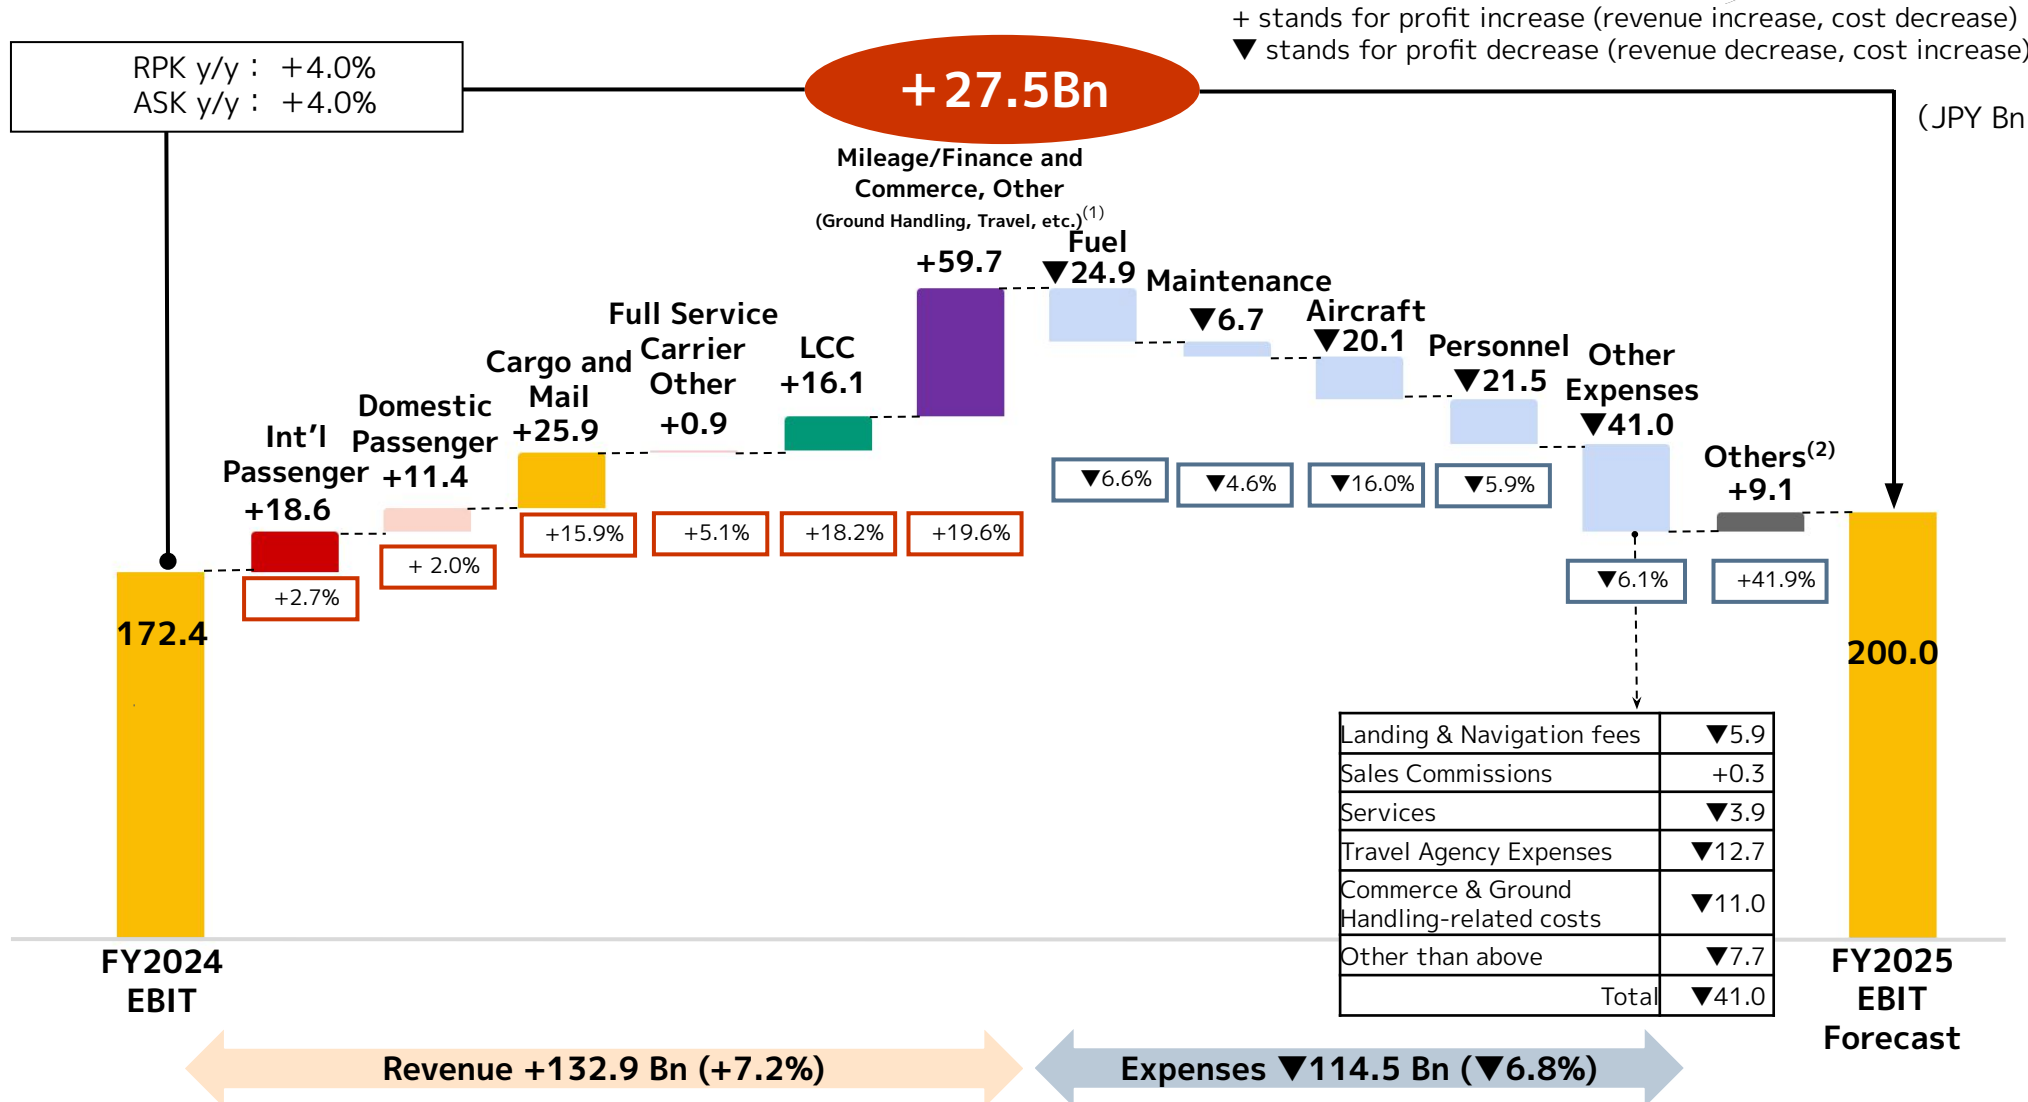 + stands for profit increase (revenue increase, cost decrease)
▼ stands for profit decrease (revenue decrease, cost increase)
RPK y/y： +4.0%
ASK y/y： +4.0%
+27.5Bn
(JPY Bn
Mileage/Finance and
Commerce, Other
(Ground Handling, Travel, etc.)(1)
+59.7
Fuel
▼24.9
Maintenance
▼6.7
Aircraft
▼20.1
Personnel
▼21.5
Other
Expenses
▼41.0
Others(2)
+9.1
Full Service
Carrier
Other
+0.9
LCC
+16.1
Cargo and
Mail
+25.9
Domestic
Passenger
+11.4
Int'l
Passenger
+18.6
+2.7%
+ 2.0%
+15.9%
+5.1%
+18.2%
+19.6%
▼6.6%
▼4.6%
▼16.0%
▼5.9%
▼6.1%
+41.9%
172.4
200.0
Landing & Navigation fees ▼5.9
Sales Commissions +0.3
Services ▼3.9
Travel Agency Expenses ▼12.7
Commerce & Ground
Handling-related costs ▼11.0
Other than above ▼7.7
Total ▼41.0
FY2024
EBIT
FY2025
EBIT
Forecast
Revenue +132.9 Bn (+7.2%)
Expenses ▼114.5 Bn (▼6.8%)